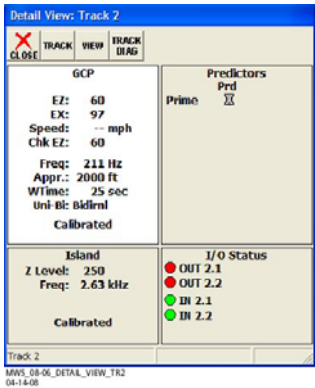 Detail View: Track 2
CLOSE TRACK VIEW TRACK DIAG
GCP
EZ: 60
EX: 97
Speed: -- mph
Chk EZ: 60
Freq: 211 Hz
Appr.: 2000 ft
WTime: 25 sec
Uni-Bi: Bidirnl
Calibrated
Predictors
Prd
Prime
Island
Z Level: 250
Freq: 2.63 kHz
Calibrated
I/O Status
OUT 2.1
OUT 2.2
IN 2.1
IN 2.2
Track 2
MWS_08-06_DETAIL_VIEW_TR2
04-14-08